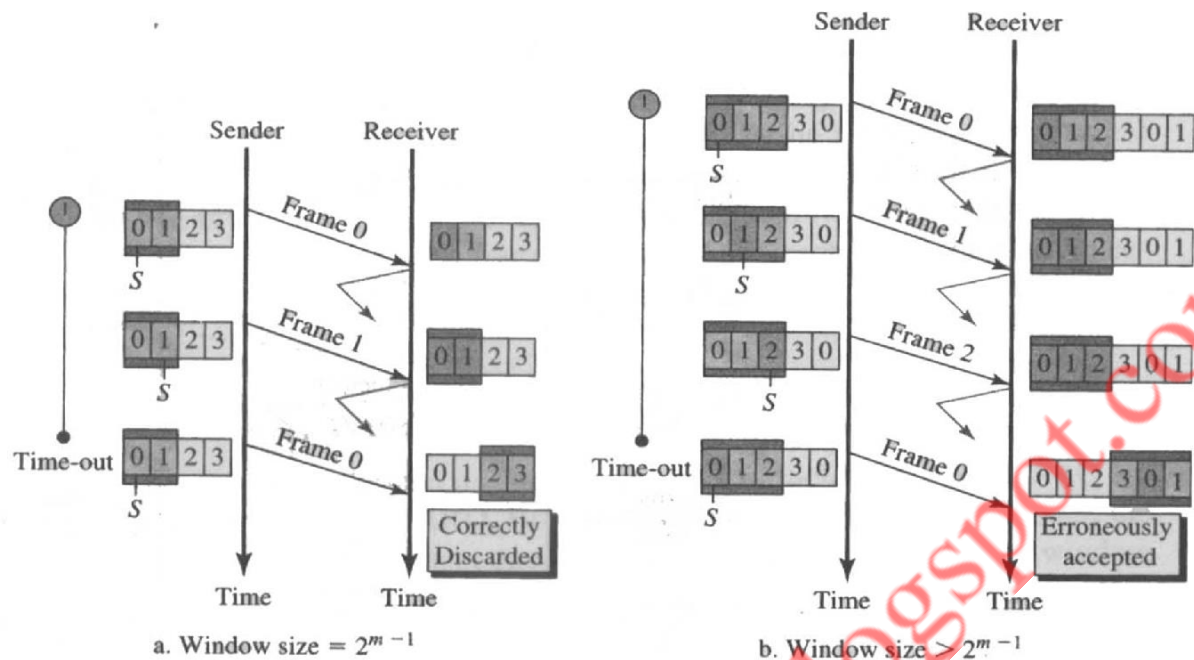 Sender Receiver
1
0 1 2 3 0
S
Frame 0
0 1 2 3 0 1
0 1 2 3 0
S
Frame 1
0 1 2 3 0 1
0 1 2 3 0
S
Frame 2
0 1 2 3 0 1
Time-out
0 1 2 3 0
S
Frame 0
0 1 2 3 0 1
Erroneously
accepted
Time Time
b. Window size > 2^m − 1
Sender Receiver
1
0 1 2 3
S
Frame 0
0 1 2 3
0 1 2 3
S
Frame 1
0 1 2 3
Time-out
0 1 2 3
S
Frame 0
0 1 2 3
Correctly
Discarded
Time Time
a. Window size = 2^m − 1
ogspot.co